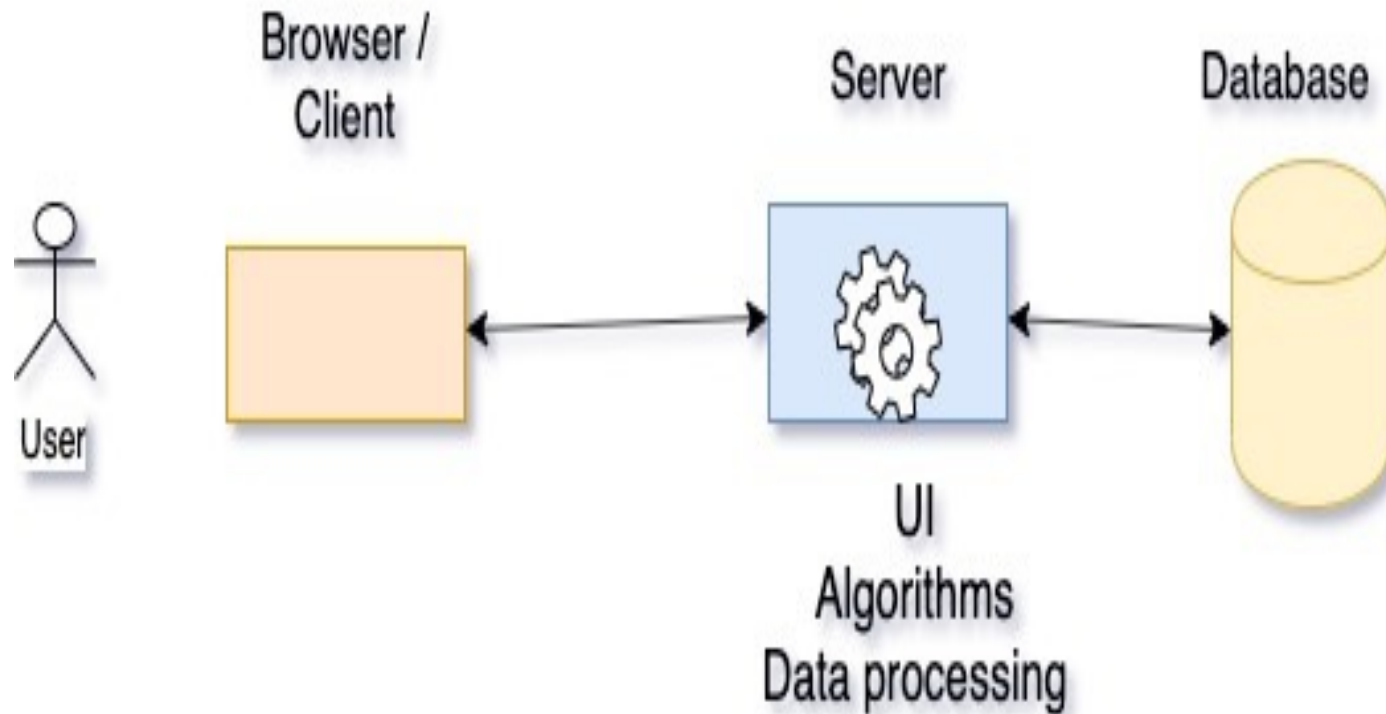 Browser /
Client
Server
Database
User
UI
Algorithms
Data processing